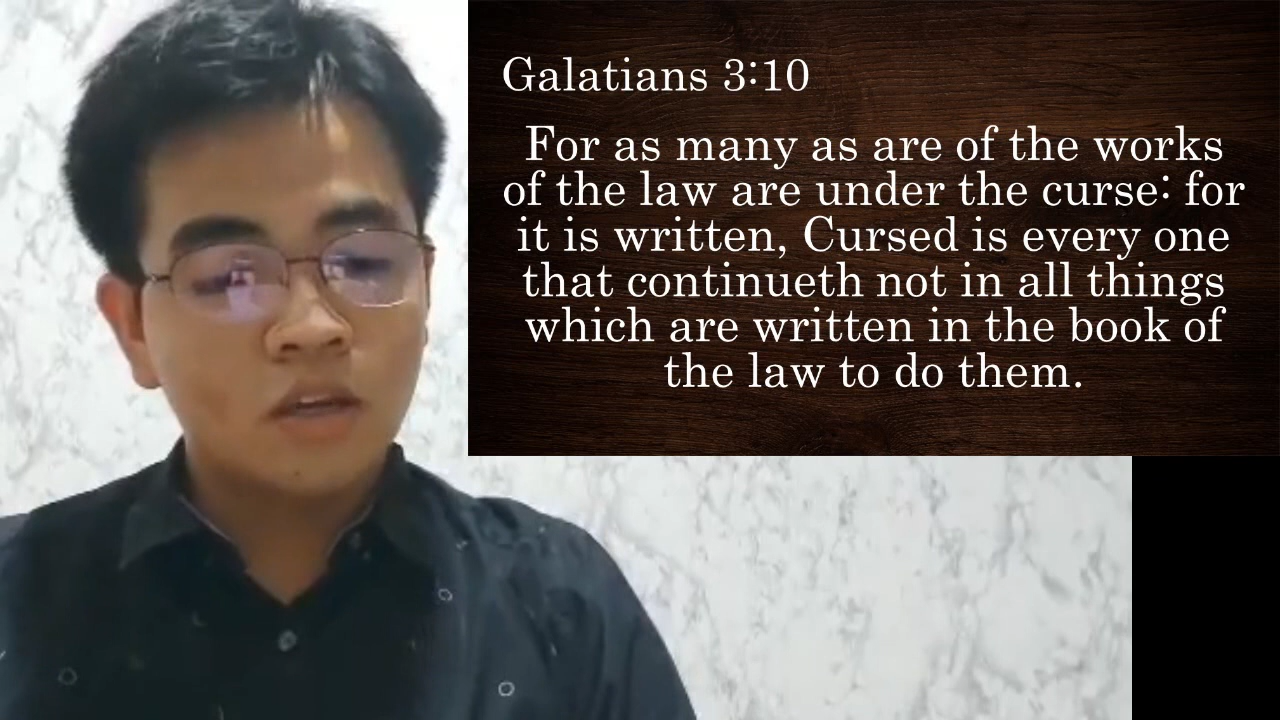 Galatians 3:10
For as many as are of the works
of the law are under the curse: for
it is written, Cursed is every one
that continueth not in all things
which are written in the book of
the law to do them.